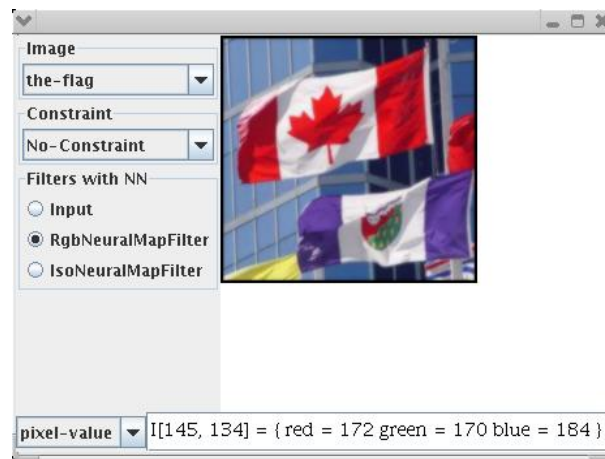 Image
the-flag
Constraint
No-Constraint
Filters with NN
Input
RgbNeuralMapFilter
IsoNeuralMapFilter
pixel-value
I[145, 134] = { red = 172 green = 170 blue = 184 }